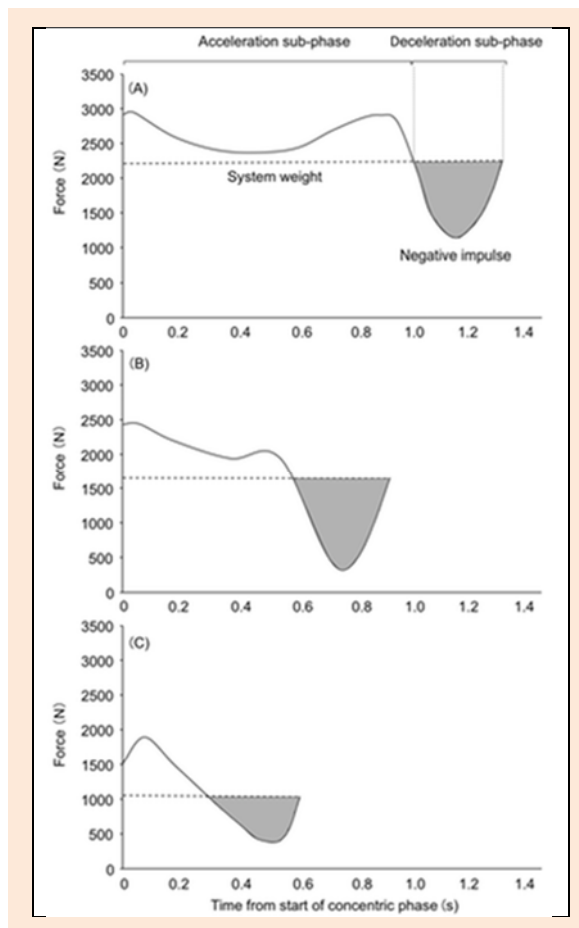 Acceleration sub-phase Deceleration sub-phase
3500
(A)
3000
2500
2000
System weight
1500
1000
Negative impulse
500
0
Force (N)
0 0.2 0.4 0.6 0.8 1.0 1.2 1.4
3500
(B)
3000
2500
2000
1500
1000
500
0
Force (N)
0 0.2 0.4 0.6 0.8 1.0 1.2 1.4
3500
(C)
3000
2500
2000
1500
1000
500
0
Force (N)
0 0.2 0.4 0.6 0.8 1.0 1.2 1.4
Time from start of concentric phase (s)